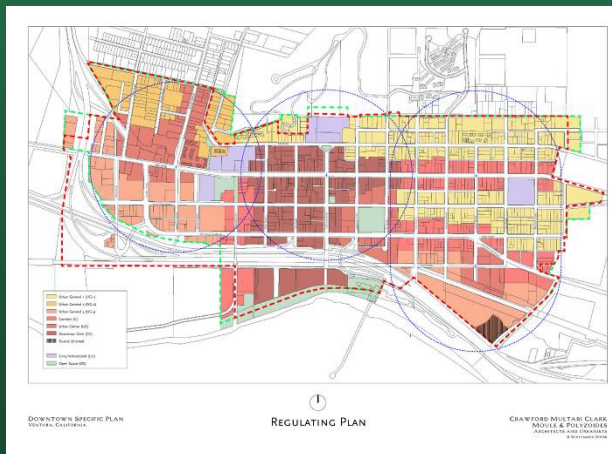 Urban General 1 (UG-1)
Urban General 2 (UG-2)
Urban General 3 (UG-3)
Corridor (C)
Urban Center (UC)
Downtown Core (DC)
Tourist Oriented
Civic/Institutional (C/I)
Open Space (OS)
DOWNTOWN SPECIFIC PLAN
VENTURA, CALIFORNIA
REGULATING PLAN
CRAWFORD MULTARI CLARK
MOULE & POLYZOIDES
ARCHITECTS AND URBANISTS